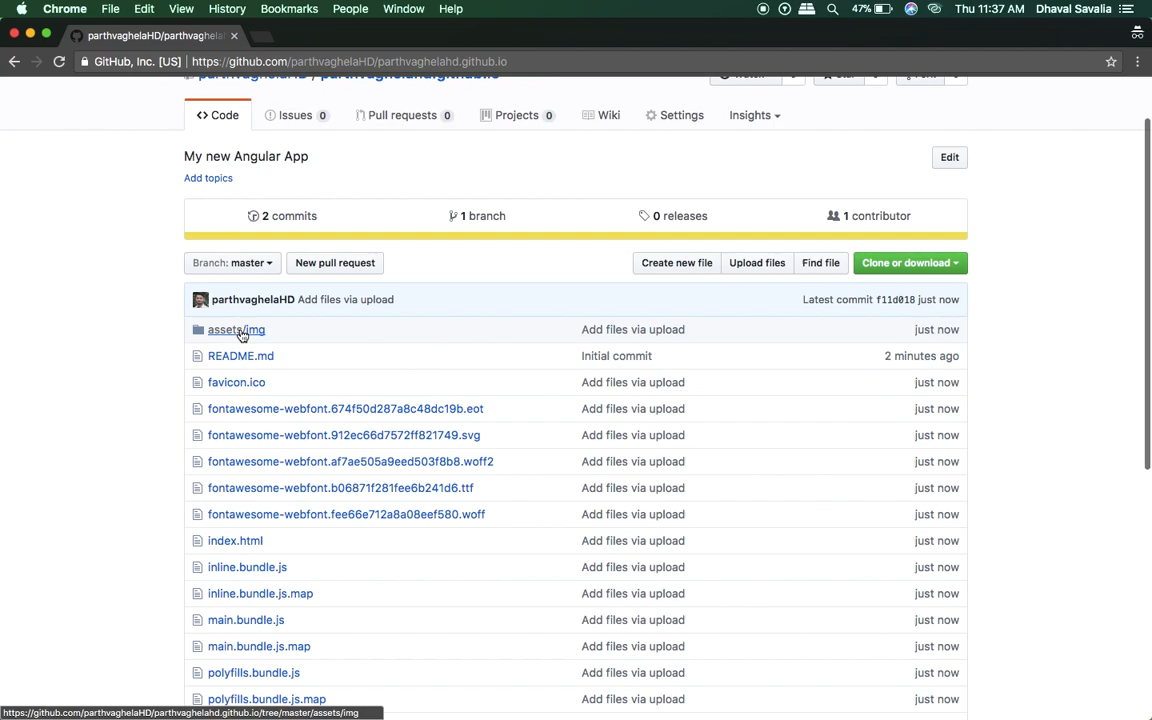 Chrome File Edit View History Bookmarks People Window Help 47% Thu 11:37 AM Dhaval Savalia
parthvaghelaHD/parthvaghela
GitHub, Inc. [US] https://github.com/parthvaghelaHD/parthvaghelahd.github.io
Code Issues 0 Pull requests 0 Projects 0 Wiki Settings Insights
My new Angular App Edit
Add topics
2 commits 1 branch 0 releases 1 contributor
Branch: master New pull request Create new file Upload files Find file Clone or download
parthvaghelaHD Add files via upload Latest commit f11d018 just now
assets/img Add files via upload just now
README.md Initial commit 2 minutes ago
favicon.ico Add files via upload just now
fontawesome-webfont.674f50d287a8c48dc19b.eot Add files via upload just now
fontawesome-webfont.912ec66d7572ff821749.svg Add files via upload just now
fontawesome-webfont.af7ae505a9eed503f8b8.woff2 Add files via upload just now
fontawesome-webfont.b06871f281fee6b241d6.ttf Add files via upload just now
fontawesome-webfont.fee66e712a8a08eef580.woff Add files via upload just now
index.html Add files via upload just now
inline.bundle.js Add files via upload just now
inline.bundle.js.map Add files via upload just now
main.bundle.js Add files via upload just now
main.bundle.js.map Add files via upload just now
polyfills.bundle.js Add files via upload just now
polyfills.bundle.js.map Add files via upload just now
https://github.com/parthvaghelaHD/parthvaghelahd.github.io/tree/master/assets/img